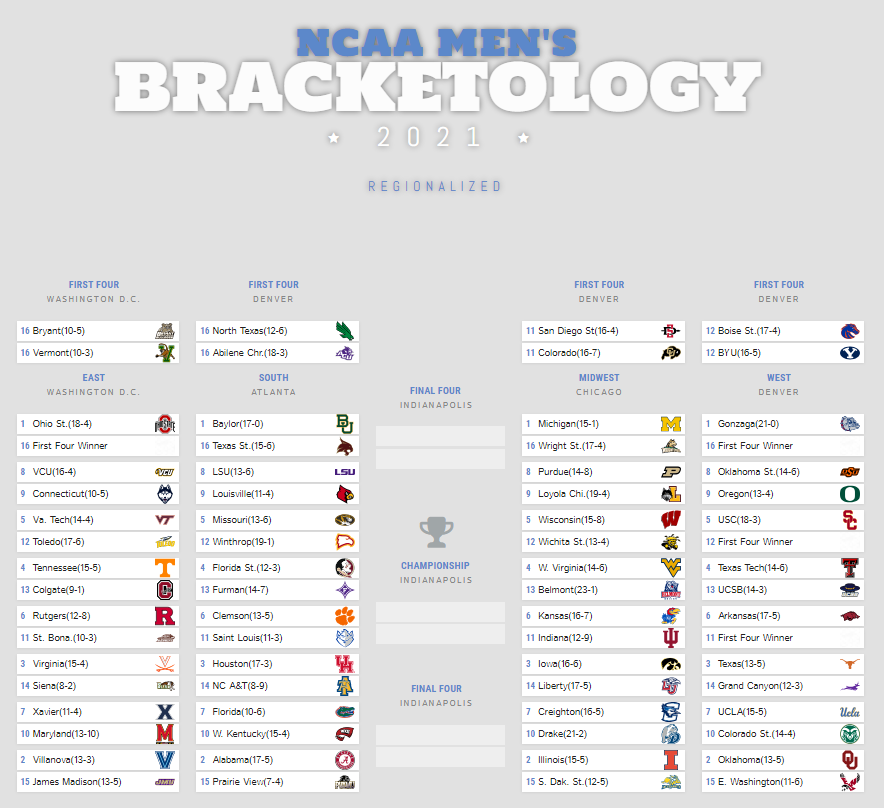 NCAA MEN'S
BRACKETOLOGY
2021
REGIONALIZED
FIRST FOUR
WASHINGTON D.C.
16 Bryant(10-5)
16 Vermont(10-3)
FIRST FOUR
DENVER
16 North Texas(12-6)
16 Abilene Chr.(18-3)
FIRST FOUR
DENVER
11 San Diego St(16-4)
11 Colorado(16-7)
FIRST FOUR
DENVER
12 Boise St.(17-4)
12 BYU(16-5)
EAST
WASHINGTON D.C.
1 Ohio St.(18-4)
16 First Four Winner
8 VCU(16-4)
9 Connecticut(10-5)
5 Va. Tech(14-4)
12 Toledo(17-6)
4 Tennessee(15-5)
13 Colgate(9-1)
6 Rutgers(12-8)
11 St. Bona.(10-3)
3 Virginia(15-4)
14 Siena(8-2)
7 Xavier(11-4)
10 Maryland(13-10)
2 Villanova(13-3)
15 James Madison(13-5)
SOUTH
ATLANTA
1 Baylor(17-0)
16 Texas St.(15-6)
8 LSU(13-6)
LSU
9 Louisville(11-4)
5 Missouri(13-6)
12 Winthrop(19-1)
4 Florida St.(12-3)
13 Furman(14-7)
6 Clemson(13-5)
11 Saint Louis(11-3)
3 Houston(17-3)
14 NC A&T(8-9)
7 Florida(10-6)
10 W. Kentucky(15-4)
2 Alabama(17-5)
15 Prairie View(7-4)
FINAL FOUR
INDIANAPOLIS
CHAMPIONSHIP
INDIANAPOLIS
FINAL FOUR
INDIANAPOLIS
MIDWEST
CHICAGO
1 Michigan(15-1)
16 Wright St.(17-4)
8 Purdue(14-8)
9 Loyola Chi.(19-4)
5 Wisconsin(15-8)
12 Wichita St.(13-4)
4 W. Virginia(14-6)
13 Belmont(23-1)
6 Kansas(16-7)
11 Indiana(12-9)
3 Iowa(16-6)
14 Liberty(17-5)
7 Creighton(16-5)
10 Drake(21-2)
2 Illinois(15-5)
15 S. Dak. St.(12-5)
WEST
DENVER
1 Gonzaga(21-0)
16 First Four Winner
8 Oklahoma St.(14-6)
9 Oregon(13-4)
5 USC(18-3)
12 First Four Winner
4 Texas Tech(14-6)
13 UCSB(14-3)
6 Arkansas(17-5)
11 First Four Winner
3 Texas(13-5)
14 Grand Canyon(12-3)
7 UCLA(15-5)
Ucla
10 Colorado St.(14-4)
2 Oklahoma(13-5)
15 E. Washington(11-6)